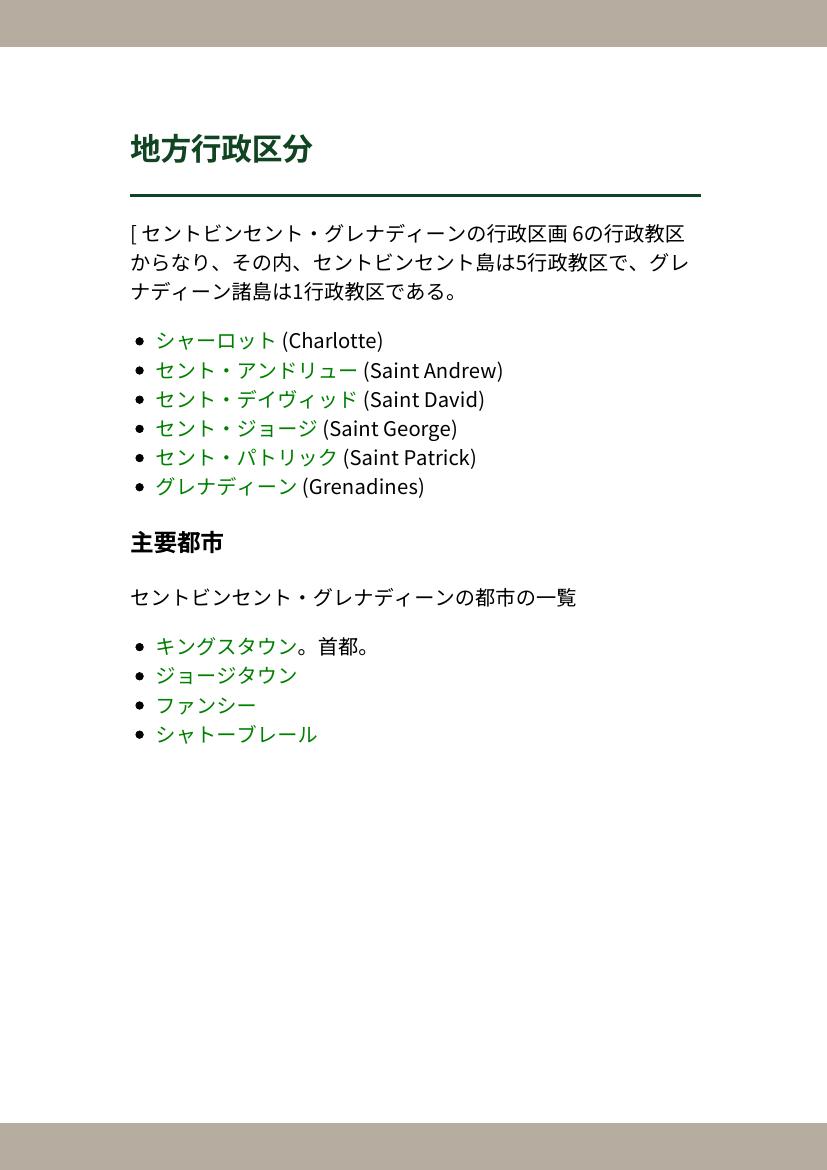 地方行政区分
[ セントビンセント・グレナディーンの行政区画 6の行政教区
からなり、その内、セントビンセント島は5行政教区で、グレ
ナディーン諸島は1行政教区である。
• シャーロット (Charlotte)
• セント・アンドリュー (Saint Andrew)
• セント・デイヴィッド (Saint David)
• セント・ジョージ (Saint George)
• セント・パトリック (Saint Patrick)
• グレナディーン (Grenadines)
主要都市
セントビンセント・グレナディーンの都市の一覧
• キングスタウン。首都。
• ジョージタウン
• ファンシー
• シャトーブレール